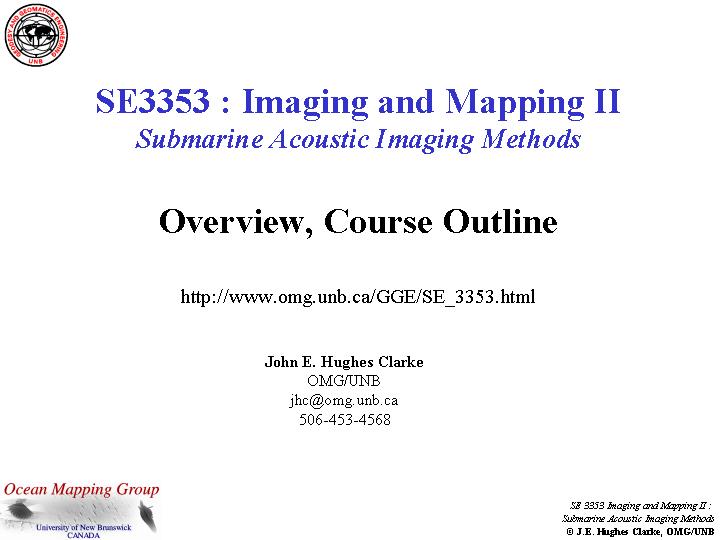 GEODESY AND GEOMATICS ENGINEERING
UNB
SE3353 : Imaging and Mapping II
Submarine Acoustic Imaging Methods
Overview, Course Outline
http://www.omg.unb.ca/GGE/SE_3353.html
John E. Hughes Clarke
OMG/UNB
jhc@omg.unb.ca
506-453-4568
Ocean Mapping Group
University of New Brunswick
CANADA
SE 3353 Imaging and Mapping II :
Submarine Acoustic Imaging Methods
© J.E. Hughes Clarke, OMG/UNB